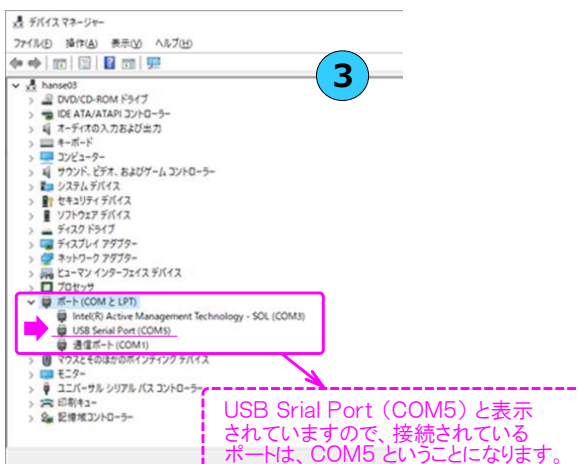 デバイス マネージャー
ファイル(F) 操作(A) 表示(V) ヘルプ(H)
3
hanse03
DVD/CD-ROM ドライブ
IDE ATA/ATAPI コントローラー
オーディオの入力および出力
キーボード
コンピューター
サウンド、ビデオ、およびゲーム コントローラー
システム デバイス
セキュリティ デバイス
ソフトウェア デバイス
ディスク ドライブ
ディスプレイ アダプター
ネットワーク アダプター
ヒューマン インターフェイス デバイス
プロセッサ
ポート (COM と LPT)
Intel(R) Active Management Technology - SOL (COM3)
USB Serial Port (COM5)
通信ポート (COM1)
マウスとそのほかのポインティング デバイス
モニター
ユニバーサル シリアル バス コントローラー
印刷キュー
記憶域コントローラー
USB Srial Port（COM5）と表示
されていますので、接続されている
ポートは、COM5 ということになります。